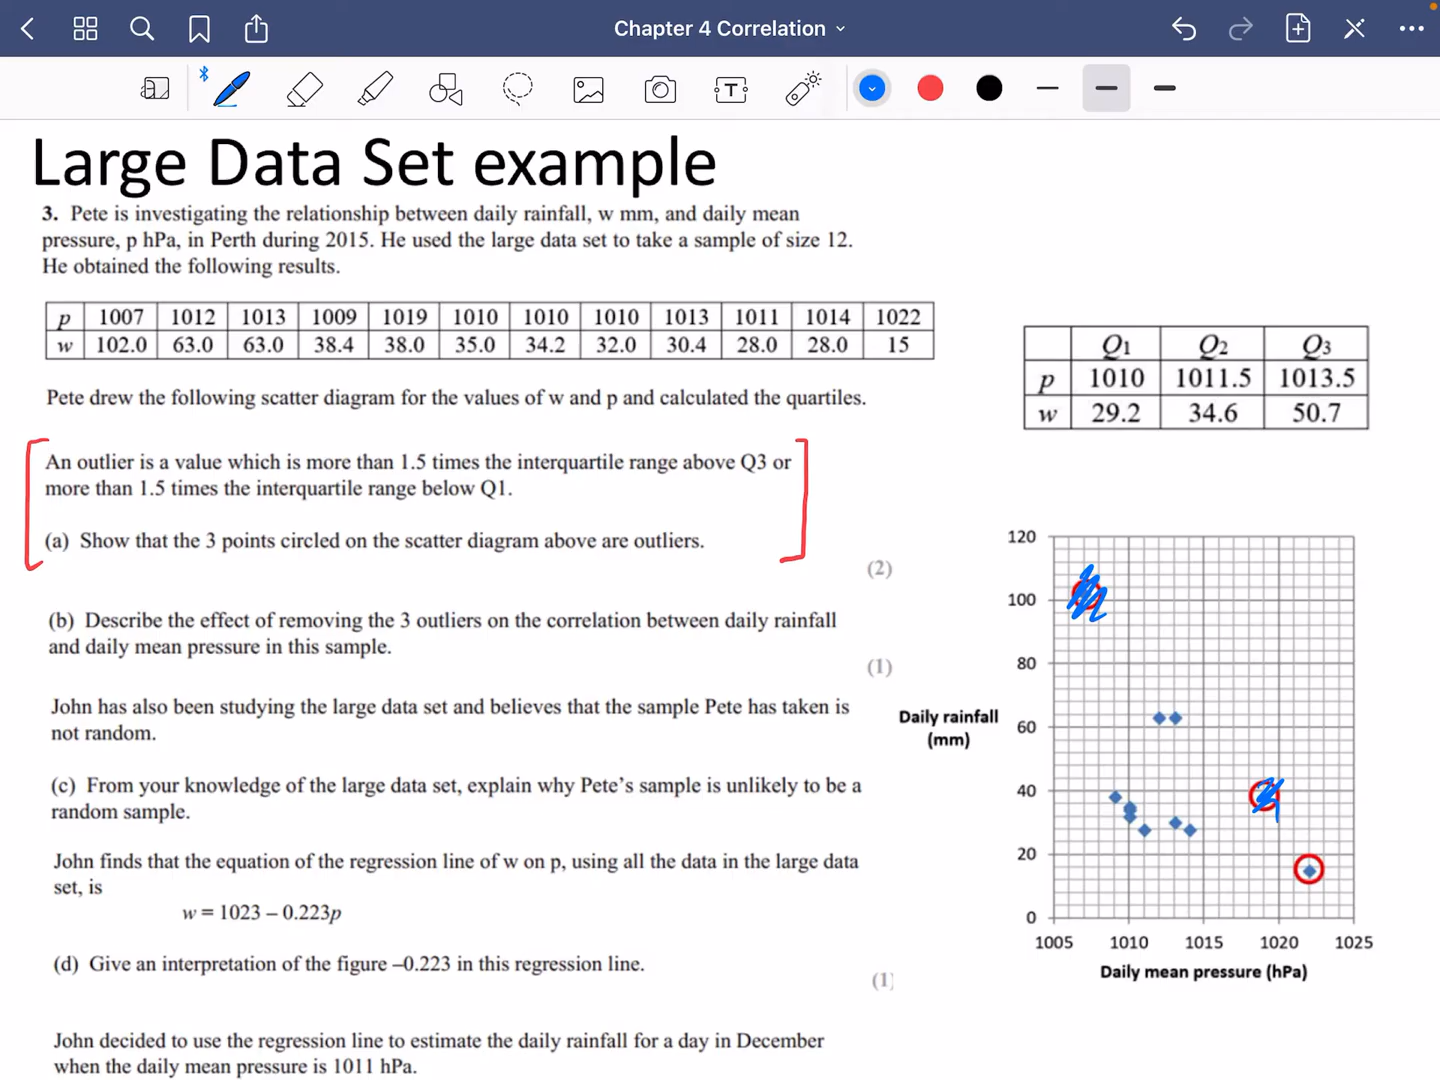 Chapter 4 Correlation
Large Data Set example
3. Pete is investigating the relationship between daily rainfall, w mm, and daily mean
pressure, p hPa, in Perth during 2015. He used the large data set to take a sample of size 12.
He obtained the following results.
p 1007 1012 1013 1009 1019 1010 1010 1010 1013 1011 1014 1022
w 102.0 63.0 63.0 38.4 38.0 35.0 34.2 32.0 30.4 28.0 28.0 15
Q1 Q2 Q3
p 1010 1011.5 1013.5
w 29.2 34.6 50.7
Pete drew the following scatter diagram for the values of w and p and calculated the quartiles.
An outlier is a value which is more than 1.5 times the interquartile range above Q3 or
more than 1.5 times the interquartile range below Q1.
(a) Show that the 3 points circled on the scatter diagram above are outliers.
(2)
(b) Describe the effect of removing the 3 outliers on the correlation between daily rainfall
and daily mean pressure in this sample.
(1)
John has also been studying the large data set and believes that the sample Pete has taken is
not random.
(c) From your knowledge of the large data set, explain why Pete's sample is unlikely to be a
random sample.
John finds that the equation of the regression line of w on p, using all the data in the large data
set, is
w = 1023 – 0.223p
(d) Give an interpretation of the figure –0.223 in this regression line.
(1)
John decided to use the regression line to estimate the daily rainfall for a day in December
when the daily mean pressure is 1011 hPa.
120
100
80
Daily rainfall
(mm)
60
40
20
0
1005 1010 1015 1020 1025
Daily mean pressure (hPa)